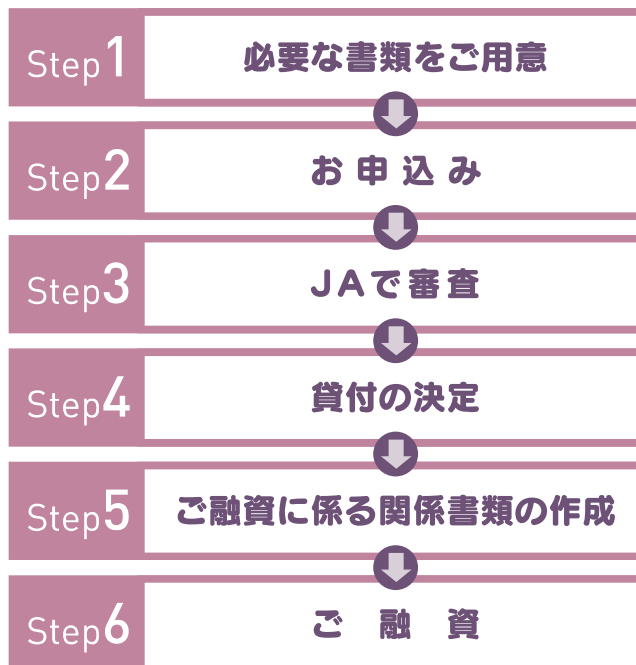 Step1
必要な書類をご用意
Step2
お申込み
Step3
JAで審査
Step4
貸付の決定
Step5
ご融資に係る関係書類の作成
Step6
ご融資